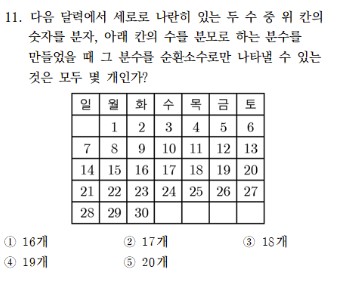 11. 다음 달력에서 세로로 나란히 있는 두 수 중 위 칸의
숫자를 분자, 아래 칸의 수를 분모로 하는 분수를
만들었을 때 그 분수를 순환소수로만 나타낼 수 있는
것은 모두 몇 개인가?
일 월 화 수 목 금 토
1 2 3 4 5 6
7 8 9 10 11 12 13
14 15 16 17 18 19 20
21 22 23 24 25 26 27
28 29 30
① 16개 ② 17개 ③ 18개
④ 19개 ⑤ 20개